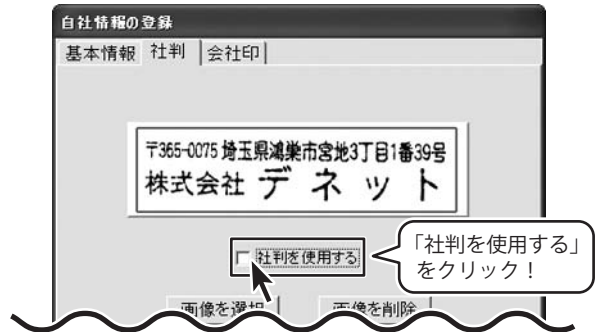 自社情報の登録
基本情報 社判 会社印
〒365-0075 埼玉県鴻巣市宮地3丁目1番39号
株式会社 デネット
社判を使用する
「社判を使用する」
をクリック!
画像を選択 画像を削除